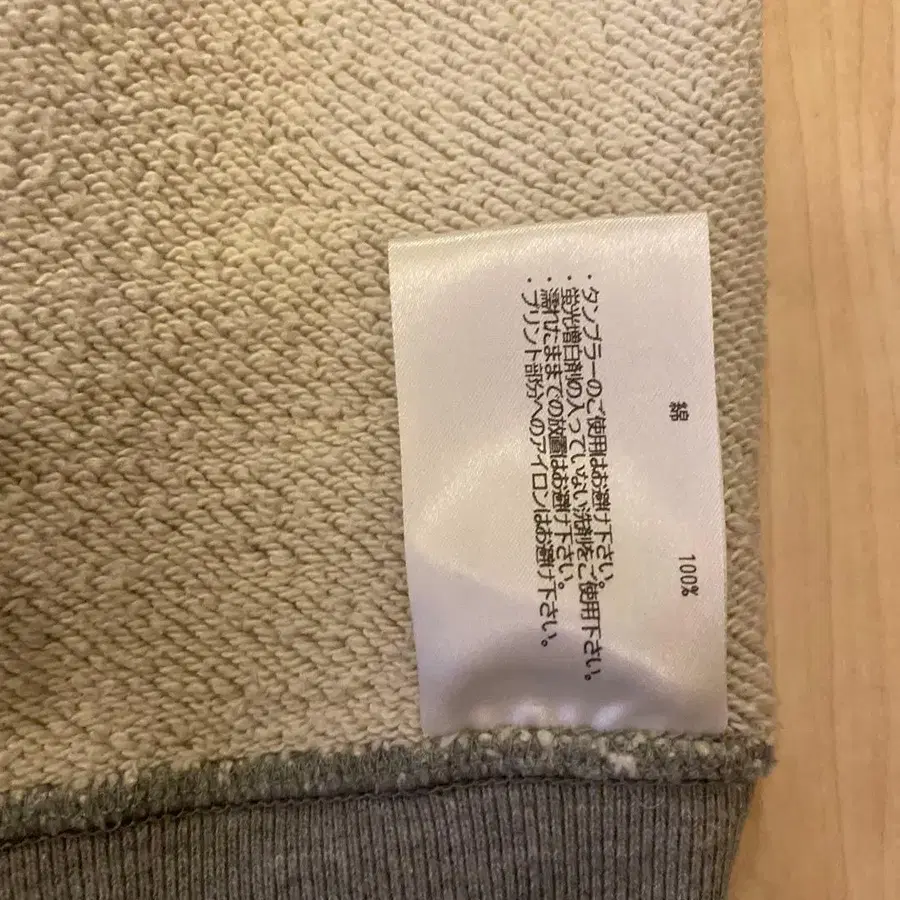 綿 100%
・タンブラーのご使用はお避け下さい。
・蛍光増白剤の入っていない洗剤をご使用下さい。
・濡れたままでの放置はお避け下さい。
・プリント部分へのアイロンはお避け下さい。